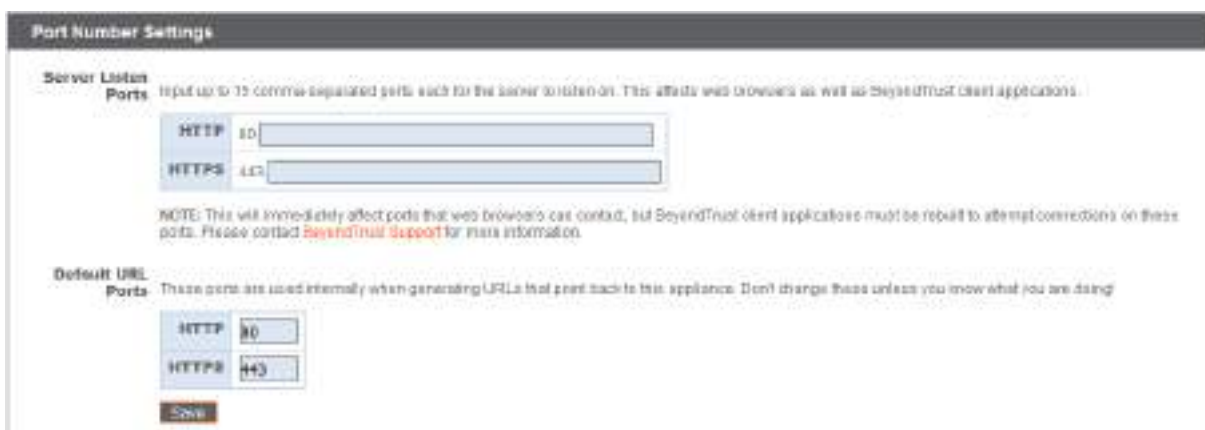 Port Number Settings
Server Listen
Ports
Input up to 15 comma-separated ports each for the server to listen on. This affects web browsers as well as BeyondTrust client applications.
HTTP 80,
HTTPS 443,
NOTE: This will immediately affect ports that web browsers can contact, but BeyondTrust client applications must be rebuilt to attempt connections on these
ports. Please contact BeyondTrust Support for more information.
Default URL
Ports
These ports are used internally when generating URLs that point back to this appliance. Don't change these unless you know what you are doing!
HTTP 80
HTTPS 443
Save